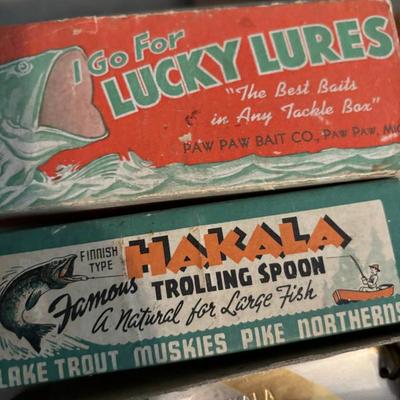 I Go For
LUCKY LURES
"The Best Baits
in Any Tackle Box"
PAW PAW BAIT CO., PAW PAW,
FINNISH
TYPE
HAKALA
Famous TROLLING SPOON
A Natural for Large Fish
LAKE TROUT MUSKIES PIKE NORTHERNS